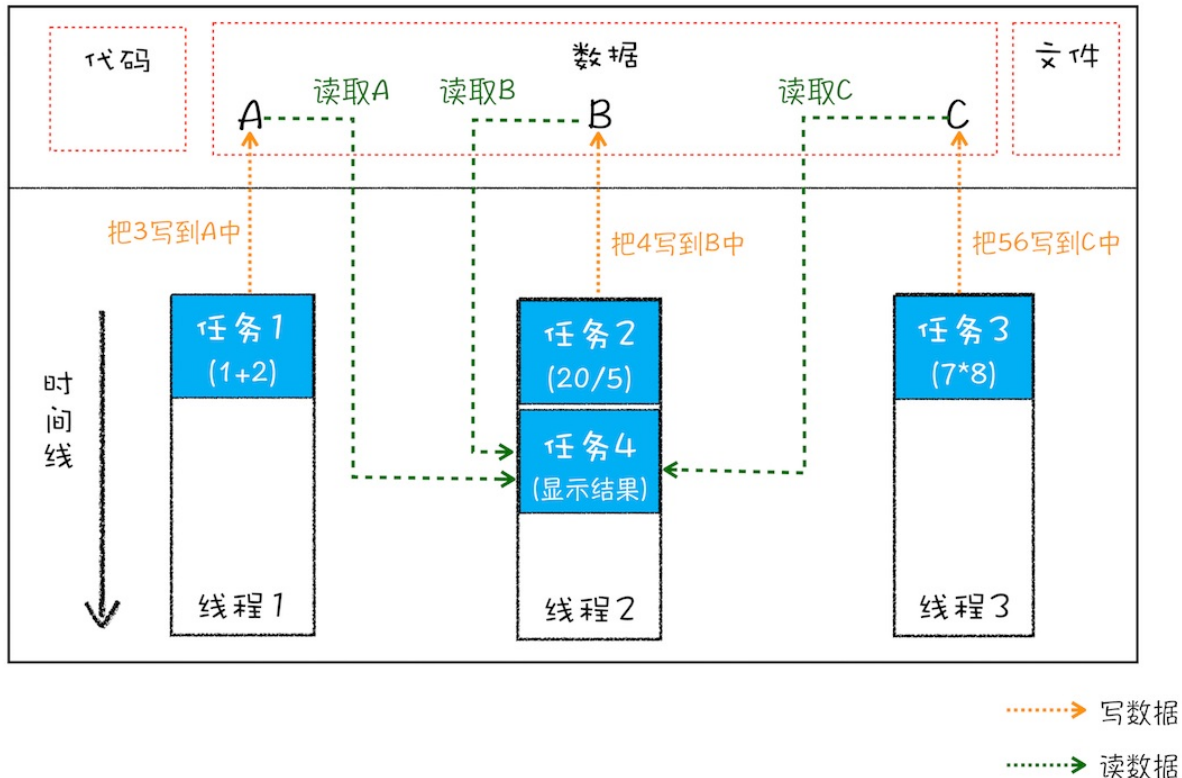 代码
数据
文件
读取A
读取B
读取C
A
B
C
把3写到A中
把4写到B中
把56写到C中
时间线
任务1
(1+2)
任务2
(20/5)
任务3
(7*8)
任务4
(显示结果)
线程1
线程2
线程3
写数据
读数据